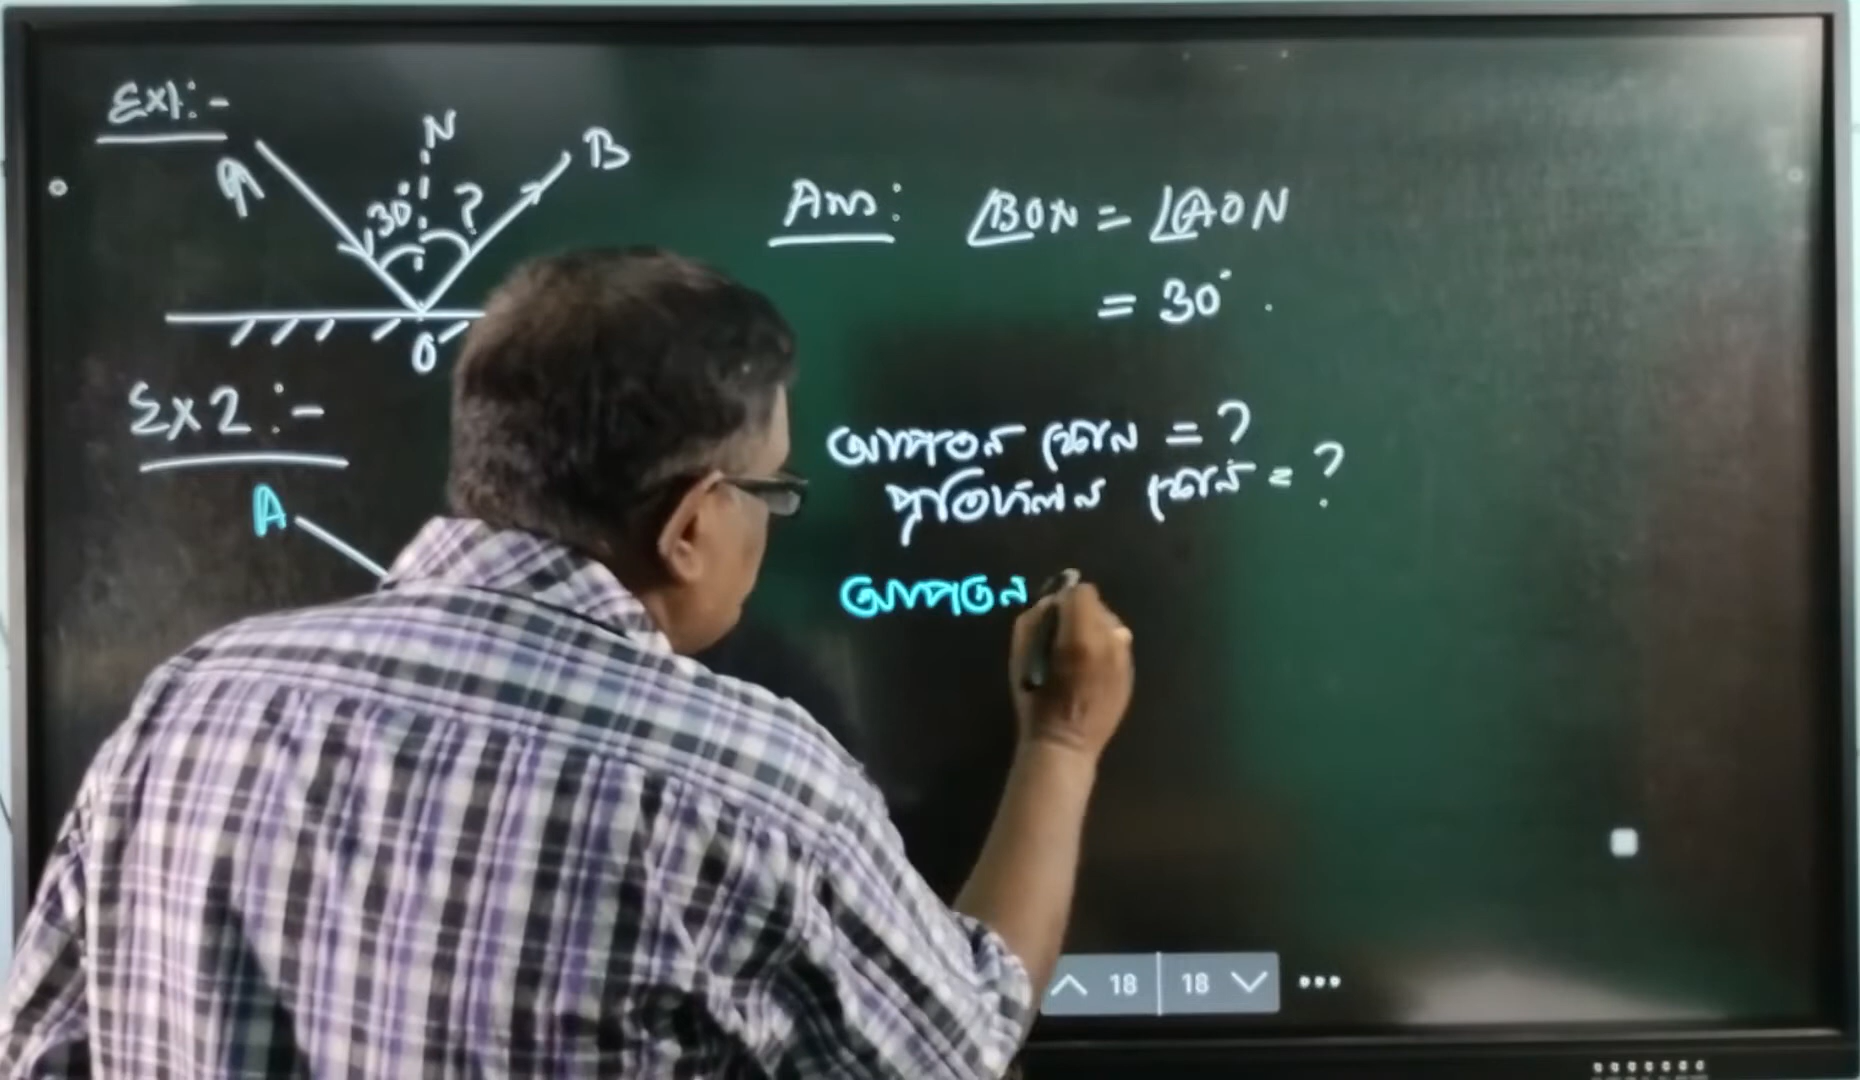 Ex1:-
N
A
B
30°
?
O
Ans: ∠BON = ∠AON
= 30°.
Ex2:-
A
আপতন কোন = ?
প্রতিফলন কোন = ?
আপতন
18 18